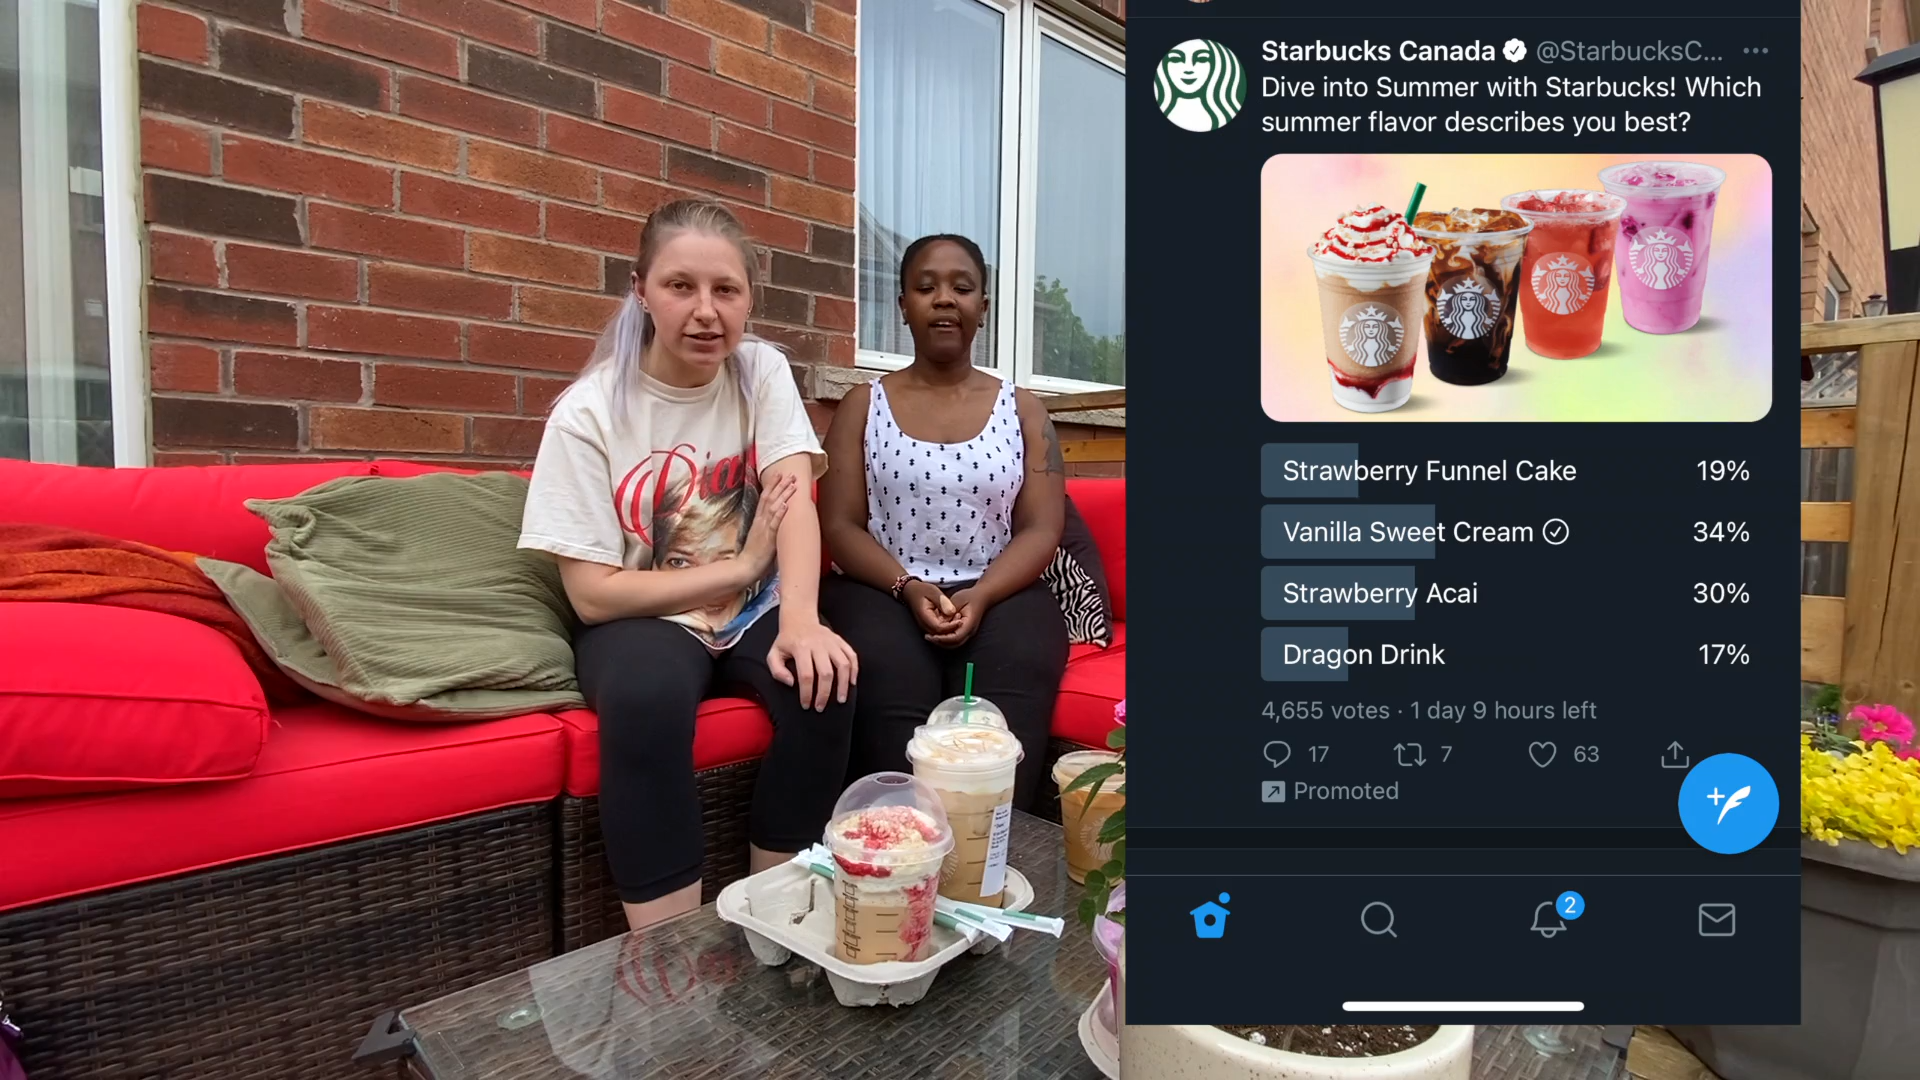 Starbucks Canada @StarbucksC...
Dive into Summer with Starbucks! Which
summer flavor describes you best?
Strawberry Funnel Cake 19%
Vanilla Sweet Cream 34%
Strawberry Acai 30%
Dragon Drink 17%
4,655 votes · 1 day 9 hours left
17 7 63
Promoted
2